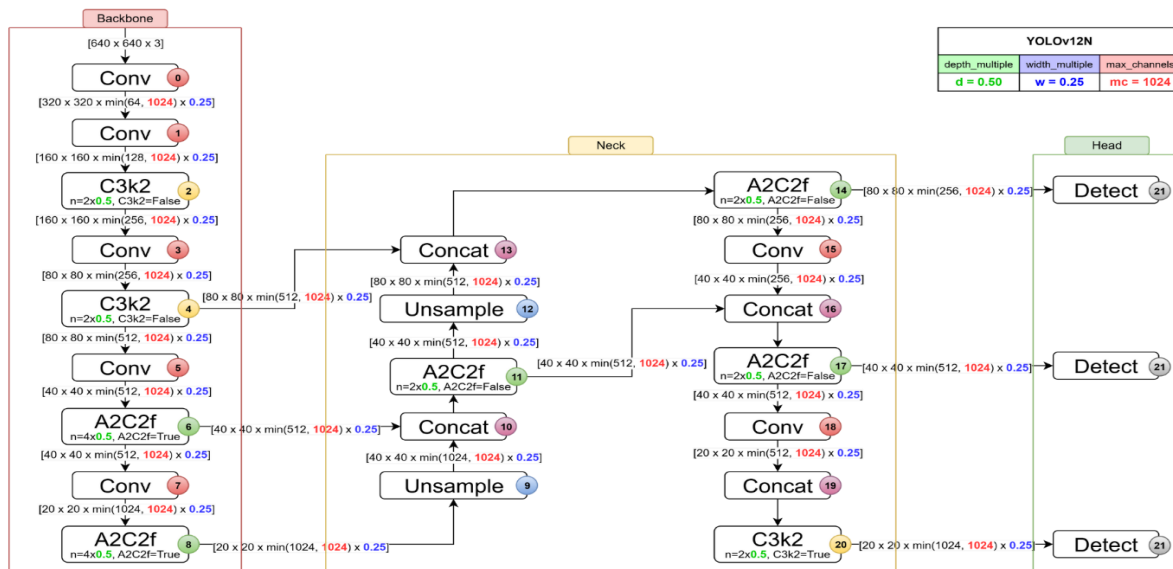 Backbone
[640 x 640 x 3]
Conv 0
[320 x 320 x min(64, 1024) x 0.25]
Conv 1
[160 x 160 x min(128, 1024) x 0.25]
C3k2 2
n=2x0.5, C3k2=False
[160 x 160 x min(256, 1024) x 0.25]
Conv 3
[80 x 80 x min(256, 1024) x 0.25]
C3k2 4
n=2x0.5, C3k2=False
[80 x 80 x min(512, 1024) x 0.25]
[80 x 80 x min(512, 1024) x 0.25]
Conv 5
[40 x 40 x min(512, 1024) x 0.25]
A2C2f 6
n=4x0.5, A2C2f=True
[40 x 40 x min(512, 1024) x 0.25]
[40 x 40 x min(512, 1024) x 0.25]
Conv 7
[20 x 20 x min(1024, 1024) x 0.25]
A2C2f 8
n=4x0.5, A2C2f=True
[20 x 20 x min(1024, 1024) x 0.25]
Neck
Concat 13
[80 x 80 x min(512, 1024) x 0.25]
Unsample 12
[40 x 40 x min(512, 1024) x 0.25]
A2C2f 11
n=2x0.5, A2C2f=False
[40 x 40 x min(512, 1024) x 0.25]
Concat 10
[40 x 40 x min(1024, 1024) x 0.25]
Unsample 9
A2C2f 14
n=2x0.5, A2C2f=False
[80 x 80 x min(256, 1024) x 0.25]
[80 x 80 x min(256, 1024) x 0.25]
Conv 15
[40 x 40 x min(256, 1024) x 0.25]
Concat 16
A2C2f 17
n=2x0.5, A2C2f=False
[40 x 40 x min(512, 1024) x 0.25]
[40 x 40 x min(512, 1024) x 0.25]
Conv 18
[20 x 20 x min(512, 1024) x 0.25]
Concat 19
C3k2 20
n=2x0.5, C3k2=True
[20 x 20 x min(1024, 1024) x 0.25]
Head
Detect 21
Detect 21
Detect 21
YOLOv12N
depth_multiple width_multiple max_channels
d = 0.50 w = 0.25 mc = 1024